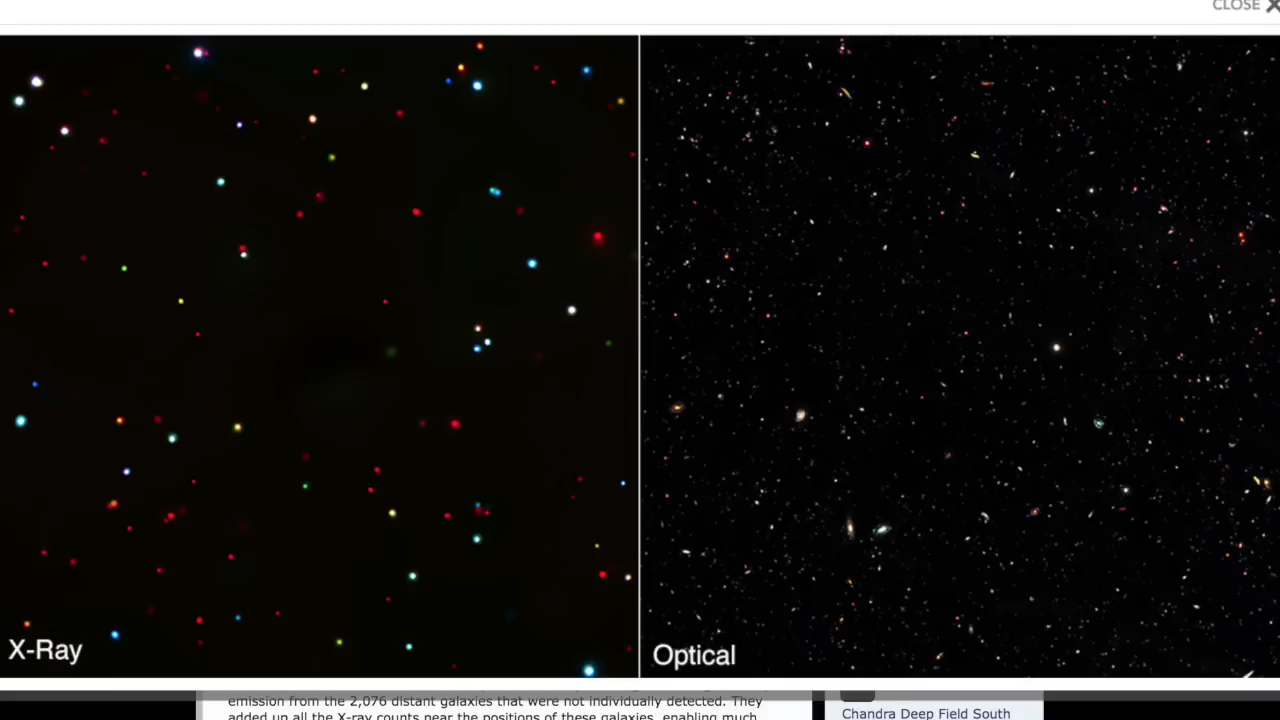 CLOSE
X-Ray
Optical
emission from the 2,076 distant galaxies that were not individually detected. They
added up all the X-ray counts near the positions of these galaxies, enabling much
Chandra Deep Field South